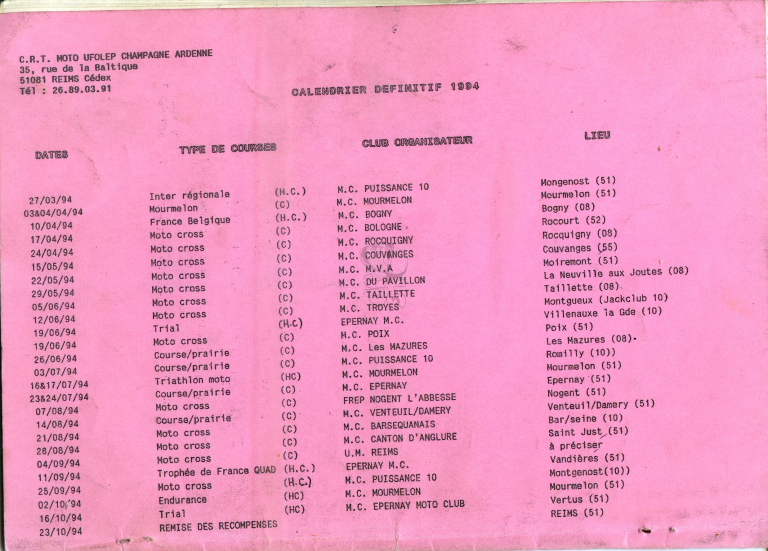 C.R.T. MOTO UFOLEP CHAMPAGNE ARDENNE
35, rue de la Baltique
51081 REIMS Cédex
Tél : 26.89.03.91
CALENDRIER DEFINITIF 1994
DATES TYPE DE COURSES CLUB ORGANISATEUR LIEU
27/03/94 Inter régionale (H.C.) M.C. PUISSANCE 10 Mongenost (51)
03&04/04/94 Mourmelon (C) M.C. MOURMELON Mourmelon (51)
10/04/94 France Belgique (H.C.) M.C. BOGNY Bogny (08)
17/04/94 Moto cross (C) M.C. BOLOGNE Rocourt (52)
24/04/94 Moto cross (C) M.C. ROCQUIGNY Rocquigny (08)
15/05/94 Moto cross (C) M.C. COUVANGES Couvanges (55)
22/05/94 Moto cross (C) M.C. M.V.A Moiremont (51)
29/05/94 Moto cross (C) M.C. DU PAVILLON La Neuville aux Joutes (08)
05/06/94 Moto cross (C) M.C. TAILLETTE Taillette (08)
12/06/94 Moto cross (C) M.C. TROYES Montgueux (Jackclub 10)
19/06/94 Trial (H.C) EPERNAY M.C. Villenauxe la Gde (10)
19/06/94 Moto cross (C) M.C. POIX Poix (51)
26/06/94 Course/prairie (C) M.C. Les MAZURES Les Mazures (08)
03/07/94 Course/prairie (C) M.C. PUISSANCE 10 Romilly (10))
16&17/07/94 Triathlon moto (HC) M.C. MOURMELON Mourmelon (51)
23&24/07/94 Course/prairie (C) M.C. EPERNAY Epernay (51)
07/08/94 Moto cross (C) FREP NOGENT L'ABBESSE Nogent (51)
14/08/94 Course/prairie (C) M.C. VENTEUIL/DAMERY Venteuil/Damery (51)
21/08/94 Moto cross (C) M.C. BARSEQUANAIS Bar/seine (10)
28/08/94 Moto cross (C) M.C. CANTON D'ANGLURE Saint Just (51)
04/09/94 Moto cross (C) U.M. REIMS à préciser
11/09/94 Trophée de France QUAD (H.C.) EPERNAY M.C. Vandières (51)
25/09/94 Moto cross (H.C.) M.C. PUISSANCE 10 Montgenost(10))
02/10/94 Endurance (HC) M.C. MOURMELON Mourmelon (51)
16/10/94 Trial (HC) M.C. EPERNAY MOTO CLUB Vertus (51)
23/10/94 REMISE DES RECOMPENSES REIMS (51)